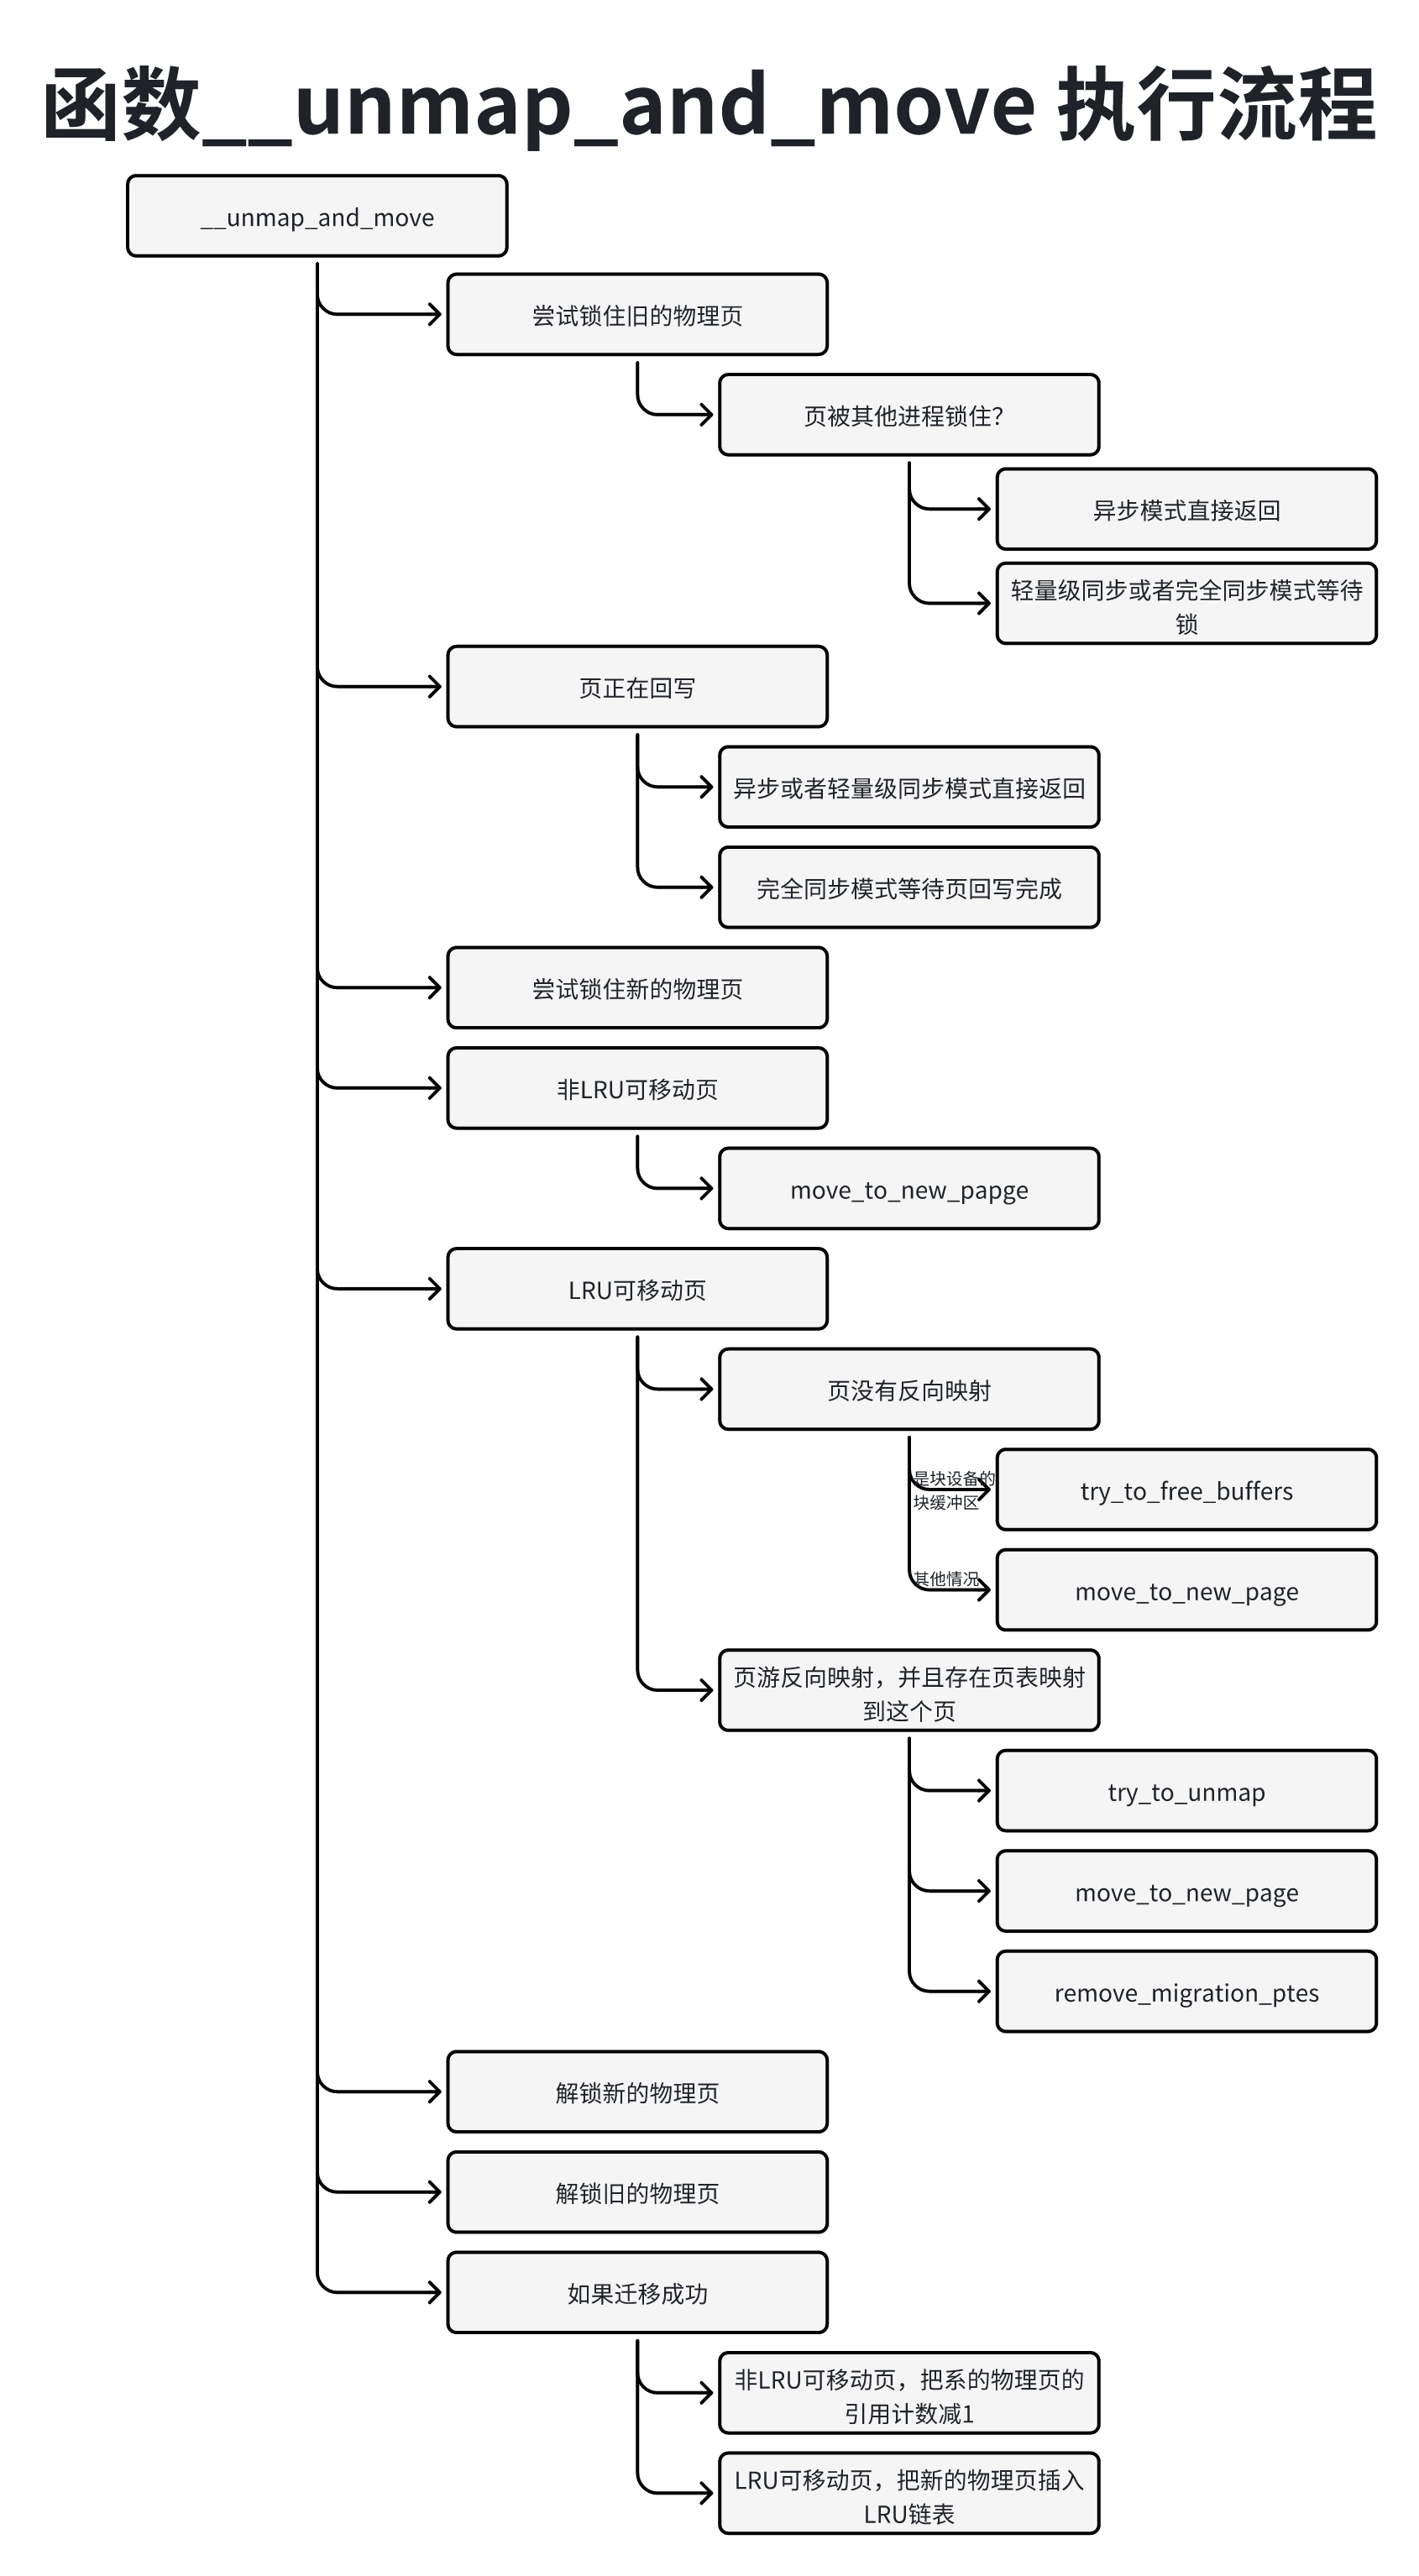 函数__unmap_and_move 执行流程
__unmap_and_move
尝试锁住旧的物理页
页被其他进程锁住？
异步模式直接返回
轻量级同步或者完全同步模式等待
锁
页正在回写
异步或者轻量级同步模式直接返回
完全同步模式等待页回写完成
尝试锁住新的物理页
非LRU可移动页
move_to_new_papge
LRU可移动页
页没有反向映射
是块设备的
块缓冲区
try_to_free_buffers
其他情况
move_to_new_page
页游反向映射，并且存在页表映射
到这个页
try_to_unmap
move_to_new_page
remove_migration_ptes
解锁新的物理页
解锁旧的物理页
如果迁移成功
非LRU可移动页，把系的物理页的
引用计数减1
LRU可移动页，把新的物理页插入
LRU链表